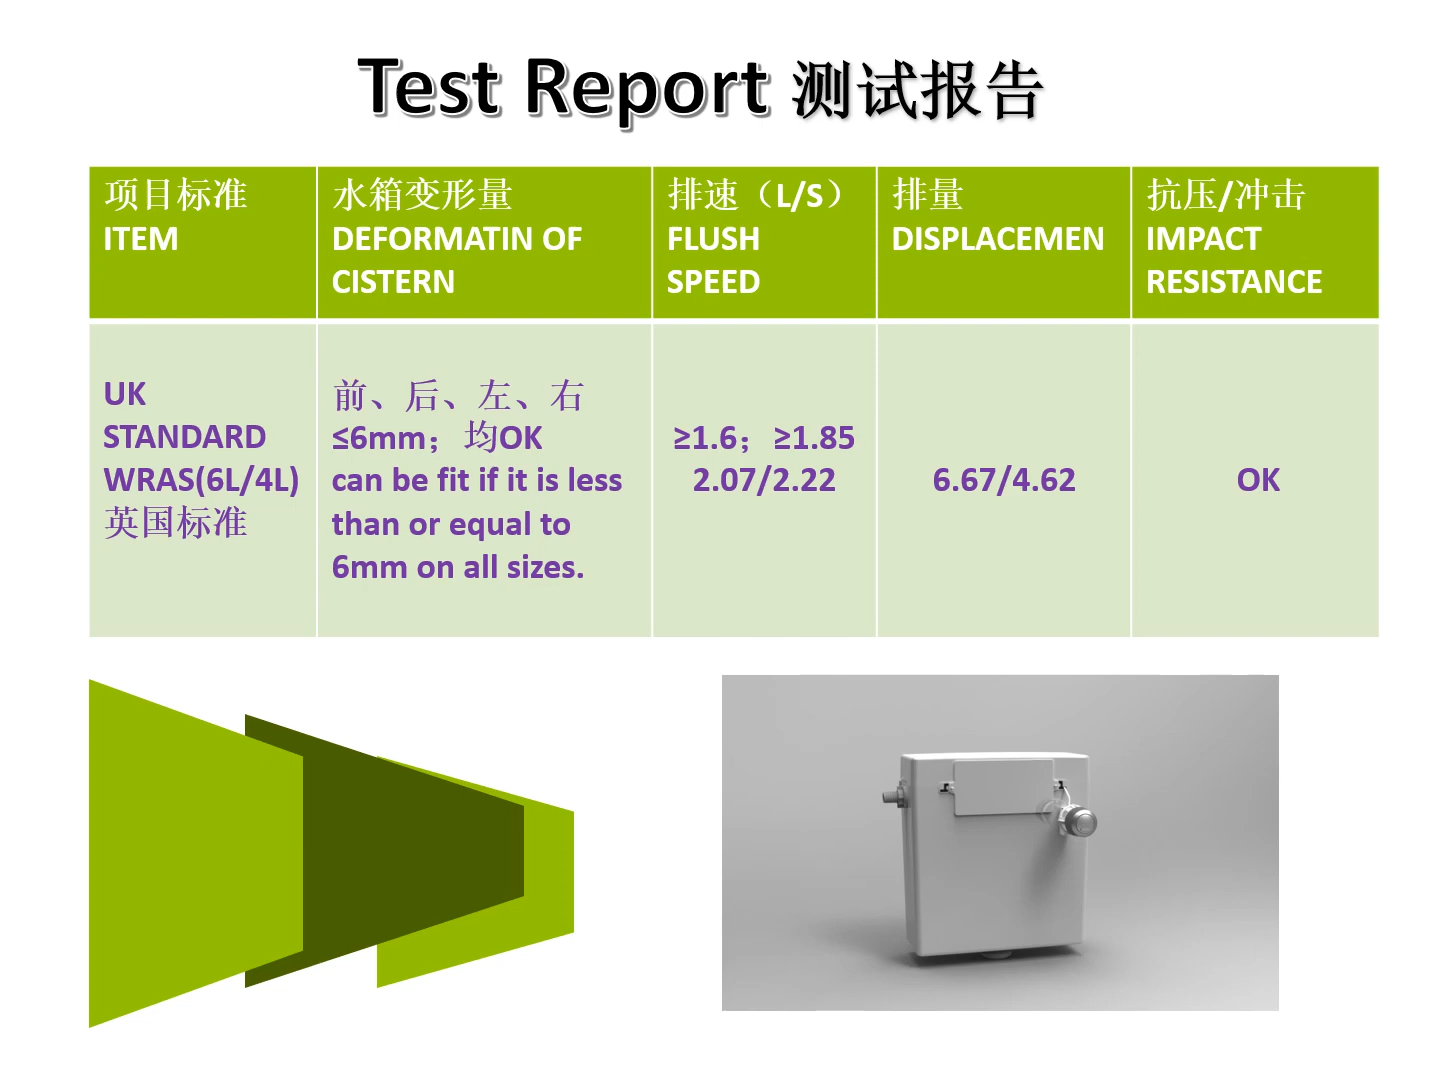 Test Report 测试报告
项目标准
ITEM
水箱变形量
DEFORMATIN OF
CISTERN
排速（L/S）
FLUSH
SPEED
排量
DISPLACEMEN
抗压/冲击
IMPACT
RESISTANCE
UK
STANDARD
WRAS(6L/4L)
英国标准
前、后、左、右
≤6mm；均OK
can be fit if it is less
than or equal to
6mm on all sizes.
≥1.6；≥1.85
2.07/2.22
6.67/4.62
OK